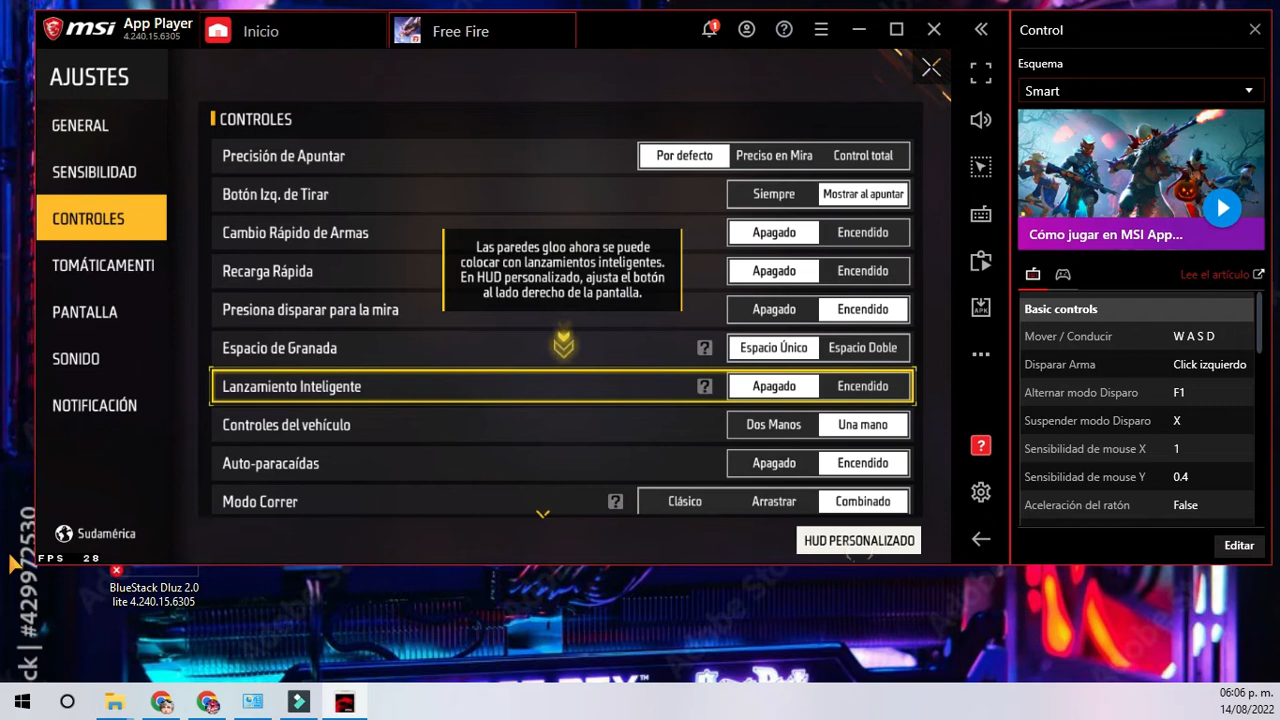 msi App Player
4.240.15.6305
Inicio
Free Fire
1
AJUSTES
GENERAL
SENSIBILIDAD
CONTROLES
TOMÁTICAMENTI
PANTALLA
SONIDO
NOTIFICACIÓN
Sudamérica
FPS 28
CONTROLES
Precisión de Apuntar Por defecto Preciso en Mira Control total
Botón Izq. de Tirar Siempre Mostrar al apuntar
Cambio Rápido de Armas Apagado Encendido
Recarga Rápida Apagado Encendido
Presiona disparar para la mira Apagado Encendido
Espacio de Granada ? Espacio Único Espacio Doble
Lanzamiento Inteligente ? Apagado Encendido
Controles del vehículo Dos Manos Una mano
Auto-paracaídas Apagado Encendido
Modo Correr ? Clásico Arrastrar Combinado
Las paredes gloo ahora se puede
colocar con lanzamientos inteligentes.
En HUD personalizado, ajusta el botón
al lado derecho de la pantalla.
HUD PERSONALIZADO
APK
?
Control
Esquema
Smart
Cómo jugar en MSI App...
Lee el artículo
Basic controls
Mover / Conducir W A S D
Disparar Arma Click izquierdo
Alternar modo Disparo F1
Suspender modo Disparo X
Sensibilidad de mouse X 1
Sensibilidad de mouse Y 0.4
Aceleración del ratón False
Editar
BlueStack Dluz 2.0
lite 4.240.15.6305
ck | #429972530
06:06 p. m.
14/08/2022